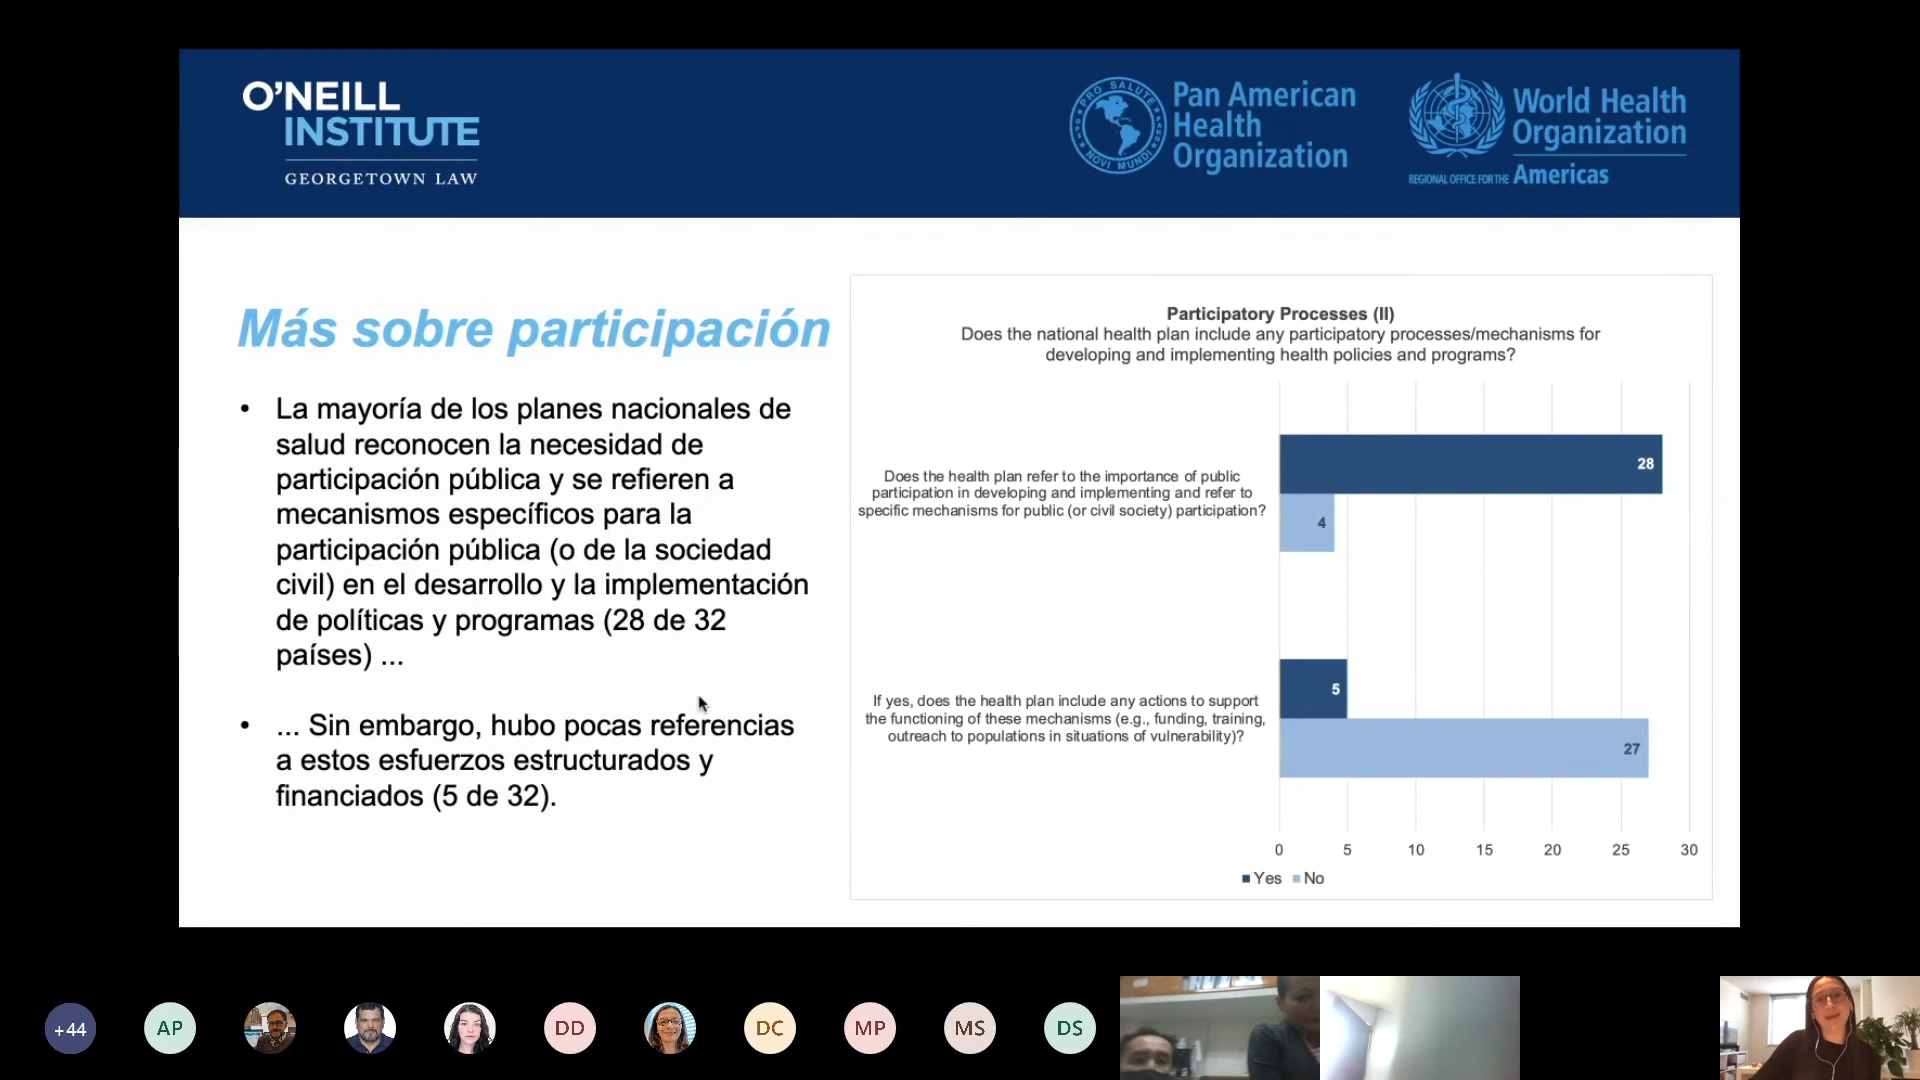 O'NEILL
INSTITUTE
GEORGETOWN LAW
PRO SALUTE
NOVI MUNDI
Pan American
Health
Organization
World Health
Organization
REGIONAL OFFICE FOR THE Americas
Más sobre participación
• La mayoría de los planes nacionales de
salud reconocen la necesidad de
participación pública y se refieren a
mecanismos específicos para la
participación pública (o de la sociedad
civil) en el desarrollo y la implementación
de políticas y programas (28 de 32
países) ...
• ... Sin embargo, hubo pocas referencias
a estos esfuerzos estructurados y
financiados (5 de 32).
Participatory Processes (II)
Does the national health plan include any participatory processes/mechanisms for
developing and implementing health policies and programs?
Does the health plan refer to the importance of public
participation in developing and implementing and refer to
specific mechanisms for public (or civil society) participation?
28
4
If yes, does the health plan include any actions to support
the functioning of these mechanisms (e.g., funding, training,
outreach to populations in situations of vulnerability)?
5
27
0 5 10 15 20 25 30
Yes No
+44 AP DD DC MP MS DS